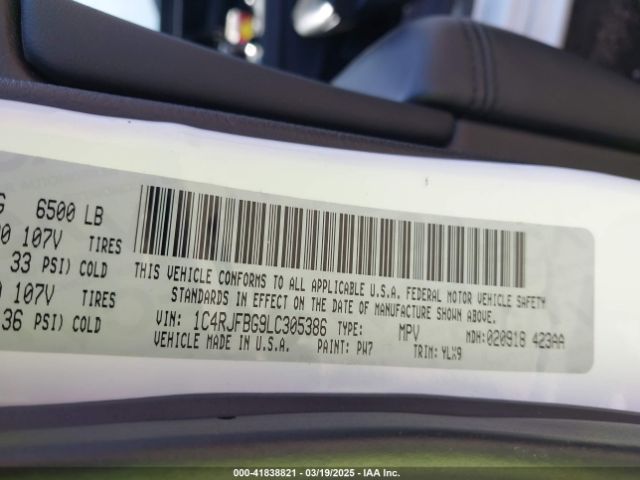 6500 LB
107V TIRES
33 PSI) COLD
107V TIRES
36 PSI) COLD
THIS VEHICLE CONFORMS TO ALL APPLICABLE U.S.A. FEDERAL MOTOR VEHICLE SAFETY
STANDARDS IN EFFECT ON THE DATE OF MANUFACTURE SHOWN ABOVE.
VIN: 1C4RJFBG9LC305386 TYPE: MPV MDH:020918 423AA
VEHICLE MADE IN U.S.A. PAINT: PW7 TRIM: YLX9
000-41838821 - 03/19/2025 - IAA Inc.